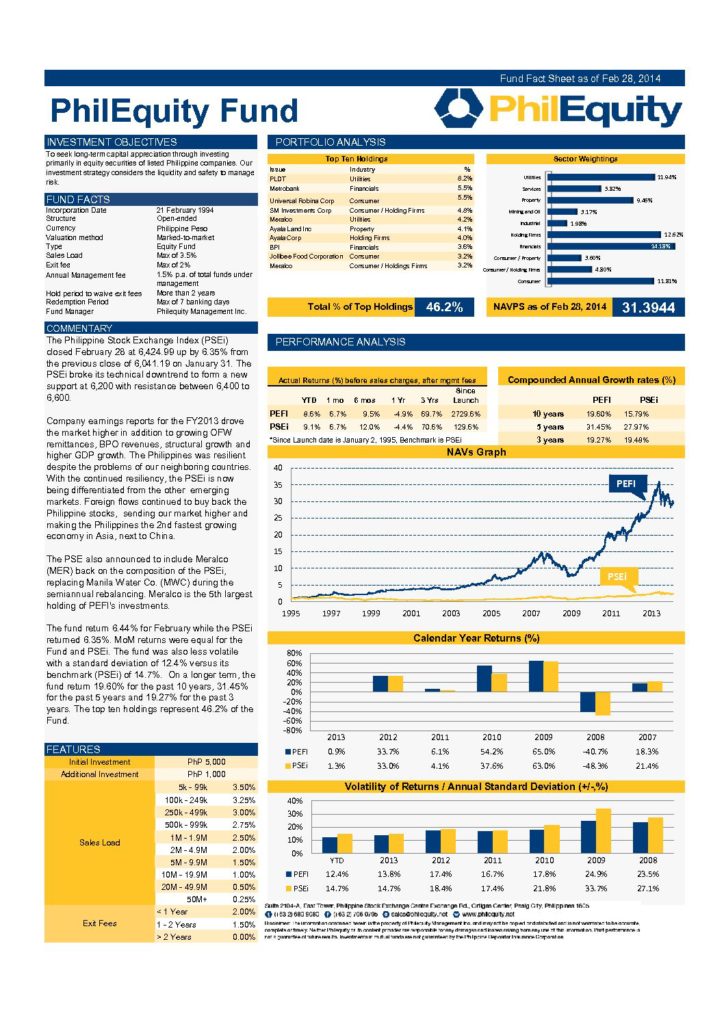 Fund Fact Sheet as of Feb 28, 2014
PhilEquity Fund
PhilEquity
INVESTMENT OBJECTIVES
To seek long-term capital appreciation through investing
primarily in equity securities of listed Philippine companies. Our
investment strategy considers the liquidity and safety to manage
risk.
FUND FACTS
Incorporation Date 21 February 1994
Structure Open-ended
Currency Philippine Peso
Valuation method Marked-to-market
Type Equity Fund
Sales Load Max of 3.5%
Exit fee Max of 2%
Annual Management fee 1.5% p.a. of total funds under
management
Hold period to waive exit fees More than 2 years
Redemption Period Max of 7 banking days
Fund Manager Philequity Management Inc.
COMMENTARY
The Philippine Stock Exchange Index (PSEi)
closed February 28 at 6,424.99 up by 6.35% from
the previous close of 6,041.19 on January 31. The
PSEi broke its technical downtrend to form a new
support at 6,200 with resistance between 6,400 to
6,600.
Company earnings reports for the FY2013 drove
the market higher in addition to growing OFW
remittances, BPO revenues, structural growth and
higher GDP growth. The Philippines was resilient
despite the problems of our neighboring countries.
With the continued resiliency, the PSEi is now
being differentiated from the other emerging
markets. Foreign flows continued to buy back the
Philippine stocks, sending our market higher and
making the Philippines the 2nd fastest growing
economy in Asia, next to China.
The PSE also announced to include Meralco
(MER) back on the composition of the PSEi,
replacing Manila Water Co. (MWC) during the
semiannual rebalancing. Meralco is the 5th largest
holding of PEFI's investments.
The fund return 6.44% for February while the PSEi
returned 6.35%. MoM returns were equal for the
Fund and PSEi. The fund was also less volatile
with a standard deviation of 12.4% versus its
benchmark (PSEi) of 14.7%. On a longer term, the
fund return 19.60% for the past 10 years, 31.45%
for the past 5 years and 19.27% for the past 3
years. The top ten holdings represent 46.2% of the
Fund.
FEATURES
Initial Investment PhP 5,000
Additional Investment PhP 1,000
Sales Load
5k - 99k 3.50%
100k - 249k 3.25%
250k - 499k 3.00%
500k - 999k 2.75%
1M - 1.9M 2.50%
2M - 4.9M 2.00%
5M - 9.9M 1.50%
10M - 19.9M 1.00%
20M - 49.9M 0.50%
50M+ 0.25%
Exit Fees
< 1 Year 2.00%
1 - 2 Years 1.50%
> 2 Years 0.00%
PORTFOLIO ANALYSIS
Top Ten Holdings
Issue Industry %
PLDT Utilities 8.2%
Metrobank Financials 5.5%
Universal Robina Corp Consumer 5.5%
SM Investments Corp Consumer / Holding Firms 4.8%
Meralco Utilities 4.2%
Ayala Land Inc Property 4.1%
Ayala Corp Holding Firms 4.0%
BPI Financials 3.6%
Jollibee Food Corporation Consumer 3.2%
Meralco Consumer / Holdings Firms 3.2%
Total % of Top Holdings 46.2%
Sector Weightings
Utilities 11.94%
Services 3.82%
Property 9.46%
Mining and Oil 3.17%
Industrial 1.98%
Holding Firms 12.62%
Financials 14.18%
Consumer / Property 3.60%
Consumer / Holding Firms 4.80%
Consumer 11.81%
NAVPS as of Feb 28, 2014 31.3944
PERFORMANCE ANALYSIS
Actual Returns (%) before sales charges, after mgmt fees
YTD 1 mo 6 mos 1 Yr 3 Yrs Since Launch
PEFI 8.6% 6.7% 9.5% -4.9% 69.7% 2729.6%
PSEi 9.1% 6.7% 12.0% -4.4% 70.6% 129.6%
*Since Launch date is January 2, 1995, Benchmark is PSEi
Compounded Annual Growth rates (%)
PEFI PSEi
10 years 19.60% 15.79%
5 years 31.45% 27.97%
3 years 19.27% 19.48%
NAVs Graph
40
35
30
25
20
15
10
5
0
PEFI
PSEi
1995 1997 1999 2001 2003 2005 2007 2009 2011 2013
Calendar Year Returns (%)
80%
60%
40%
20%
0%
-20%
-40%
-60%
-80%
2013 2012 2011 2010 2009 2008 2007
PEFI 0.9% 33.7% 6.1% 54.2% 65.0% -40.7% 18.3%
PSEi 1.3% 33.0% 4.1% 37.6% 63.0% -48.3% 21.4%
Volatility of Returns / Annual Standard Deviation (+/-,%)
40%
30%
20%
10%
0%
YTD 2013 2012 2011 2010 2009 2008
PEFI 12.4% 13.8% 17.4% 16.7% 17.8% 24.9% 23.5%
PSEi 14.7% 14.7% 18.4% 17.4% 21.8% 33.7% 27.1%
Suite 2104-A, East Tower, Philippine Stock Exchange Centre Exchange Rd., Ortigas Center, Pasig City, Philippines 1605
sales@philequity.net www.philequity.net